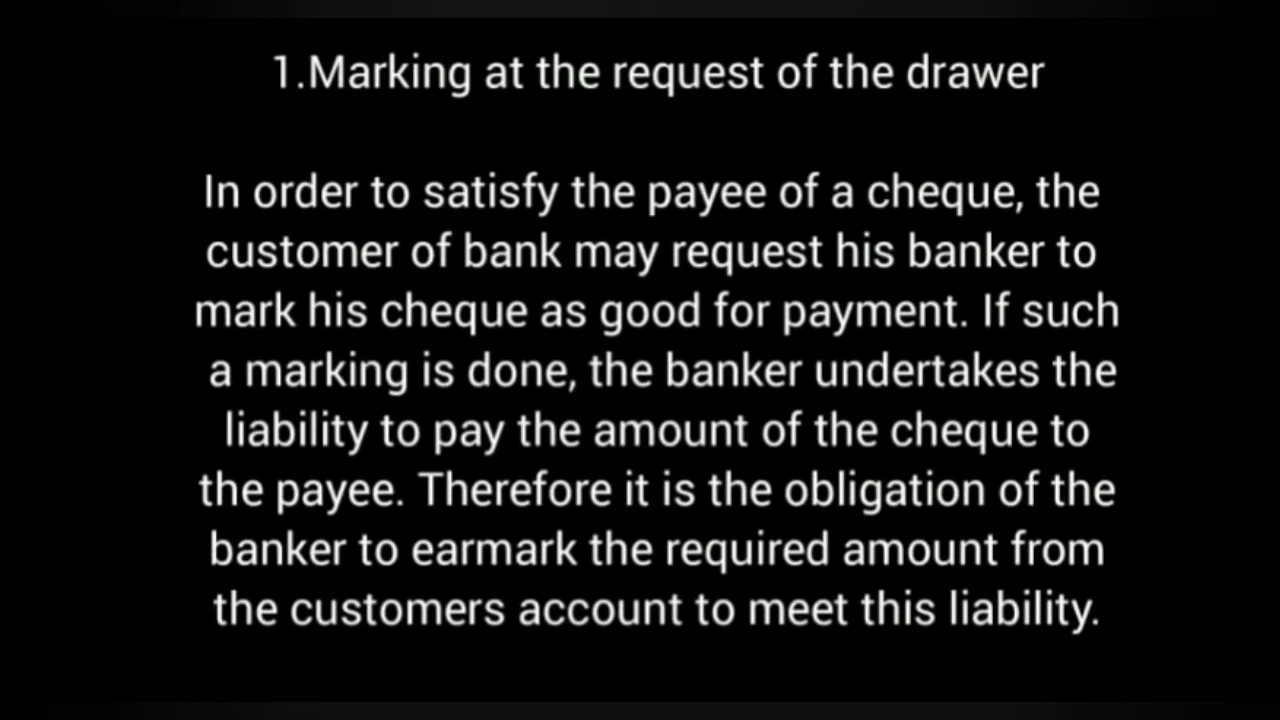 1.Marking at the request of the drawer
In order to satisfy the payee of a cheque, the
customer of bank may request his banker to
mark his cheque as good for payment. If such
a marking is done, the banker undertakes the
liability to pay the amount of the cheque to
the payee. Therefore it is the obligation of the
banker to earmark the required amount from
the customers account to meet this liability.